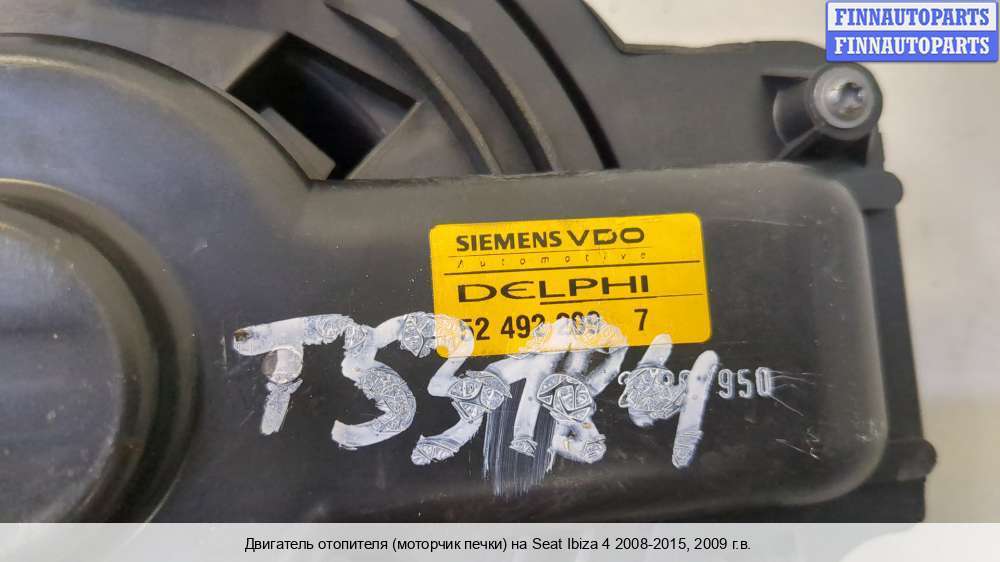 FINNAUTOPARTS
FINNAUTOPARTS
SIEMENS VDO
Automotive
DELPHI
52 492 7
950
Двигатель отопителя (моторчик печки) на Seat Ibiza 4 2008-2015, 2009 г.в.